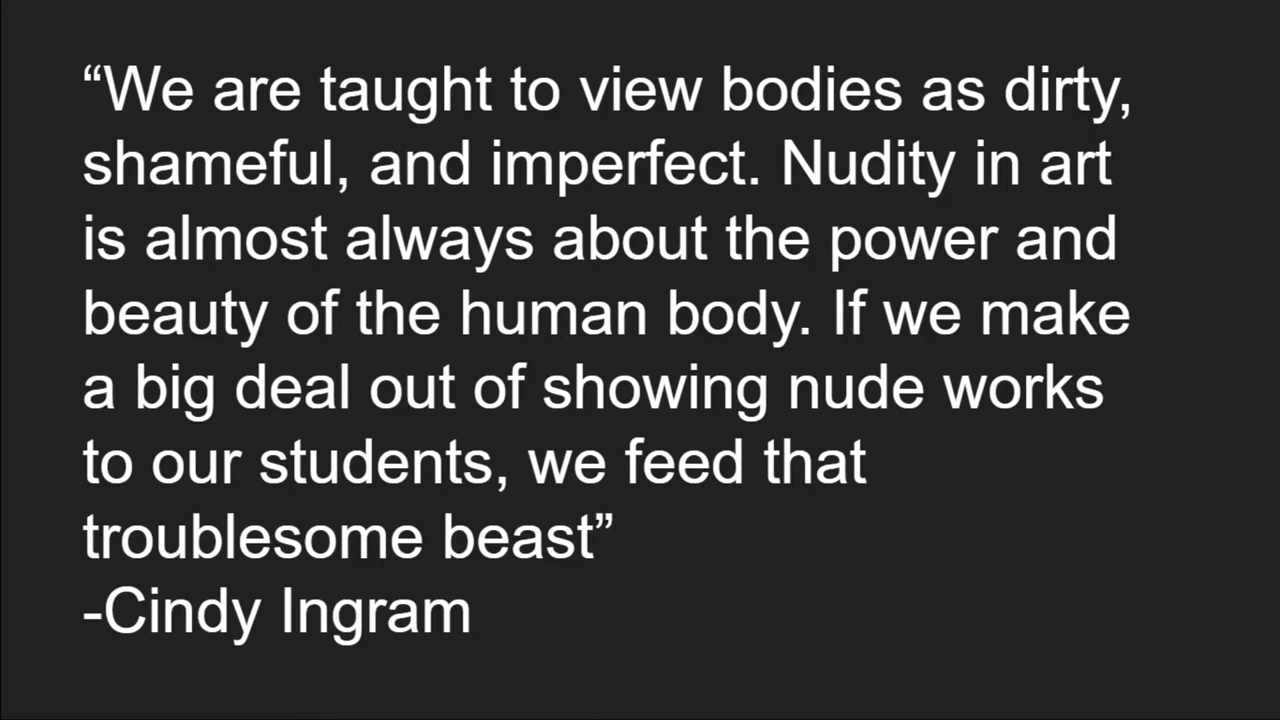 “We are taught to view bodies as dirty,
shameful, and imperfect. Nudity in art
is almost always about the power and
beauty of the human body. If we make
a big deal out of showing nude works
to our students, we feed that
troublesome beast”
-Cindy Ingram